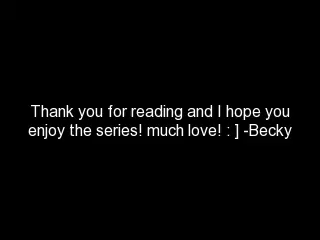 Thank you for reading and I hope you
enjoy the series! much love! : ] -Becky